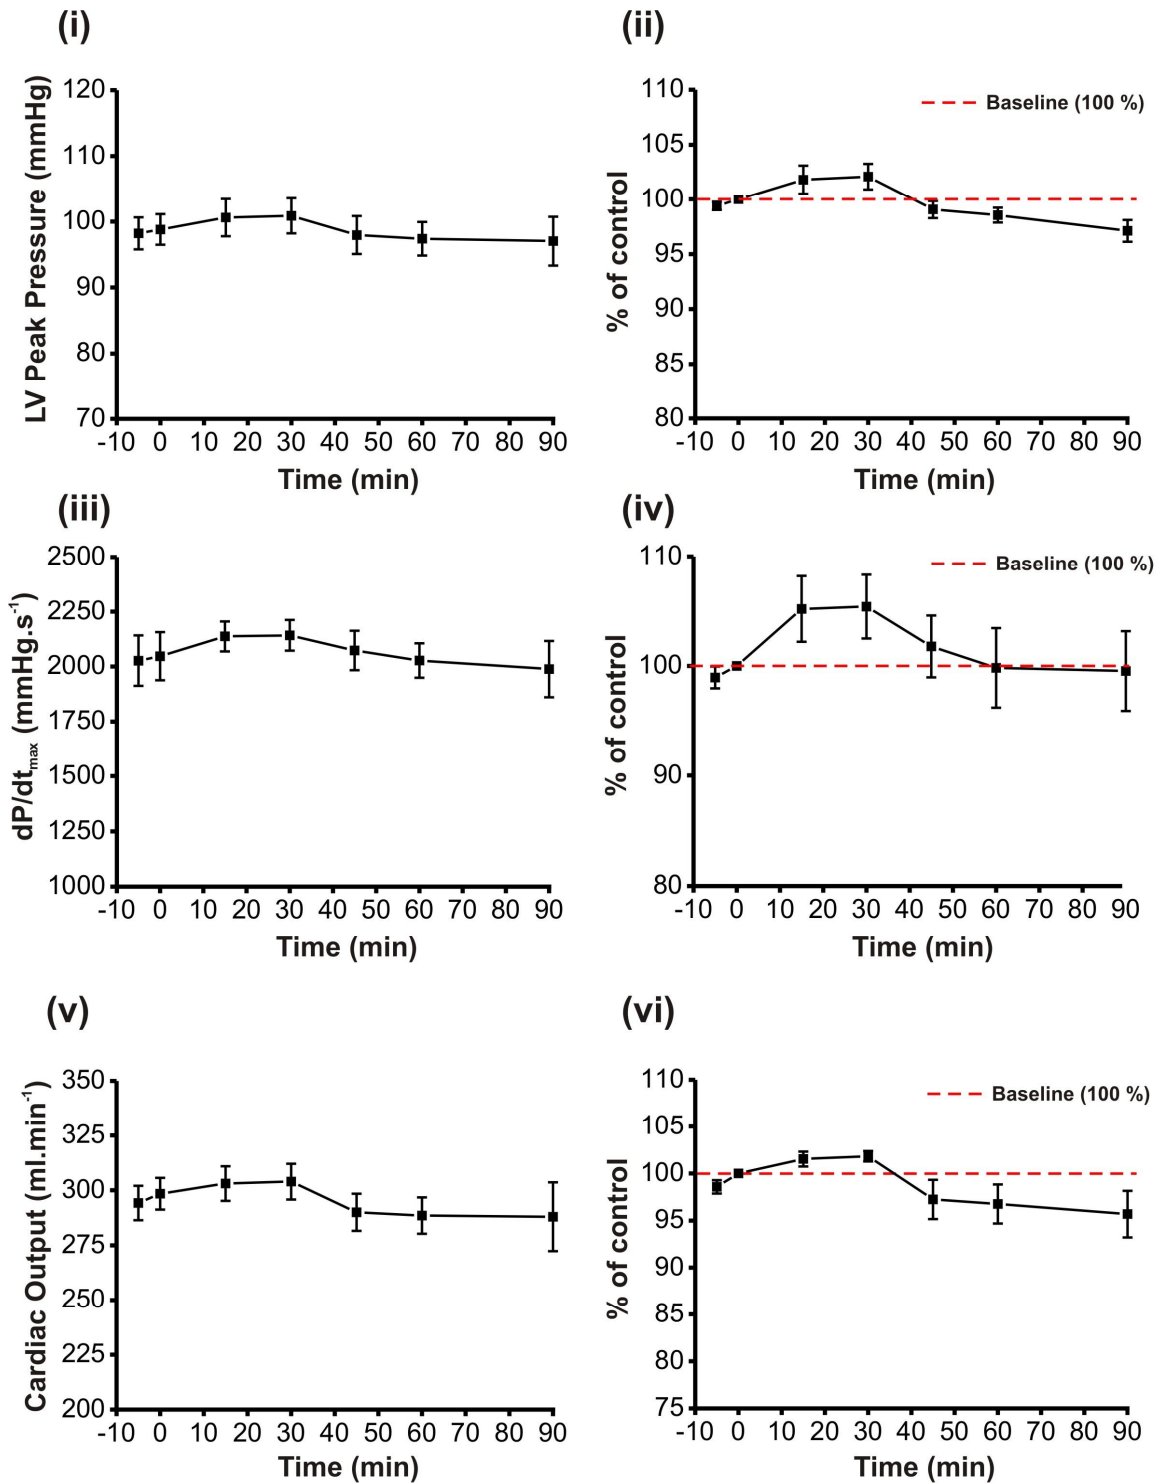 (i)
LV Peak Pressure (mmHg)
120
110
100
90
80
70
-10 0 10 20 30 40 50 60 70 80 90
Time (min)
(ii)
% of control
110
105
100
95
90
85
80
Baseline (100 %)
-10 0 10 20 30 40 50 60 70 80 90
Time (min)
(iii)
dP/dtmax (mmHg.s-1)
2500
2250
2000
1750
1500
1250
1000
-10 0 10 20 30 40 50 60 70 80 90
Time (min)
(iv)
% of control
110
100
90
80
Baseline (100 %)
-10 0 10 20 30 40 50 60 70 80 90
Time (min)
(v)
Cardiac Output (ml.min-1)
350
325
300
275
250
225
200
-10 0 10 20 30 40 50 60 70 80 90
Time (min)
(vi)
% of control
110
105
100
95
90
85
80
75
Baseline (100 %)
-10 0 10 20 30 40 50 60 70 80 90
Time (min)